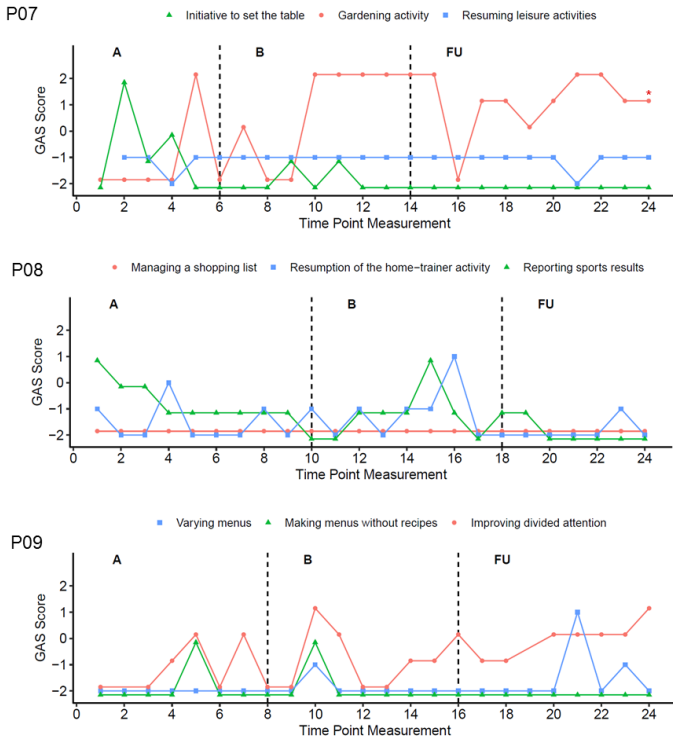 P07
Initiative to set the table Gardening activity Resuming leisure activities
A B FU
2
1
0
−1
−2
GAS Score
*
0 2 4 6 8 10 12 14 16 18 20 22 24
Time Point Measurement
P08
Managing a shopping list Resumption of the home−trainer activity Reporting sports results
A B FU
2
1
0
−1
−2
GAS Score
0 2 4 6 8 10 12 14 16 18 20 22 24
Time Point Measurement
Varying menus Making menus without recipes Improving divided attention
P09
A B FU
2
1
0
−1
−2
GAS Score
0 2 4 6 8 10 12 14 16 18 20 22 24
Time Point Measurement